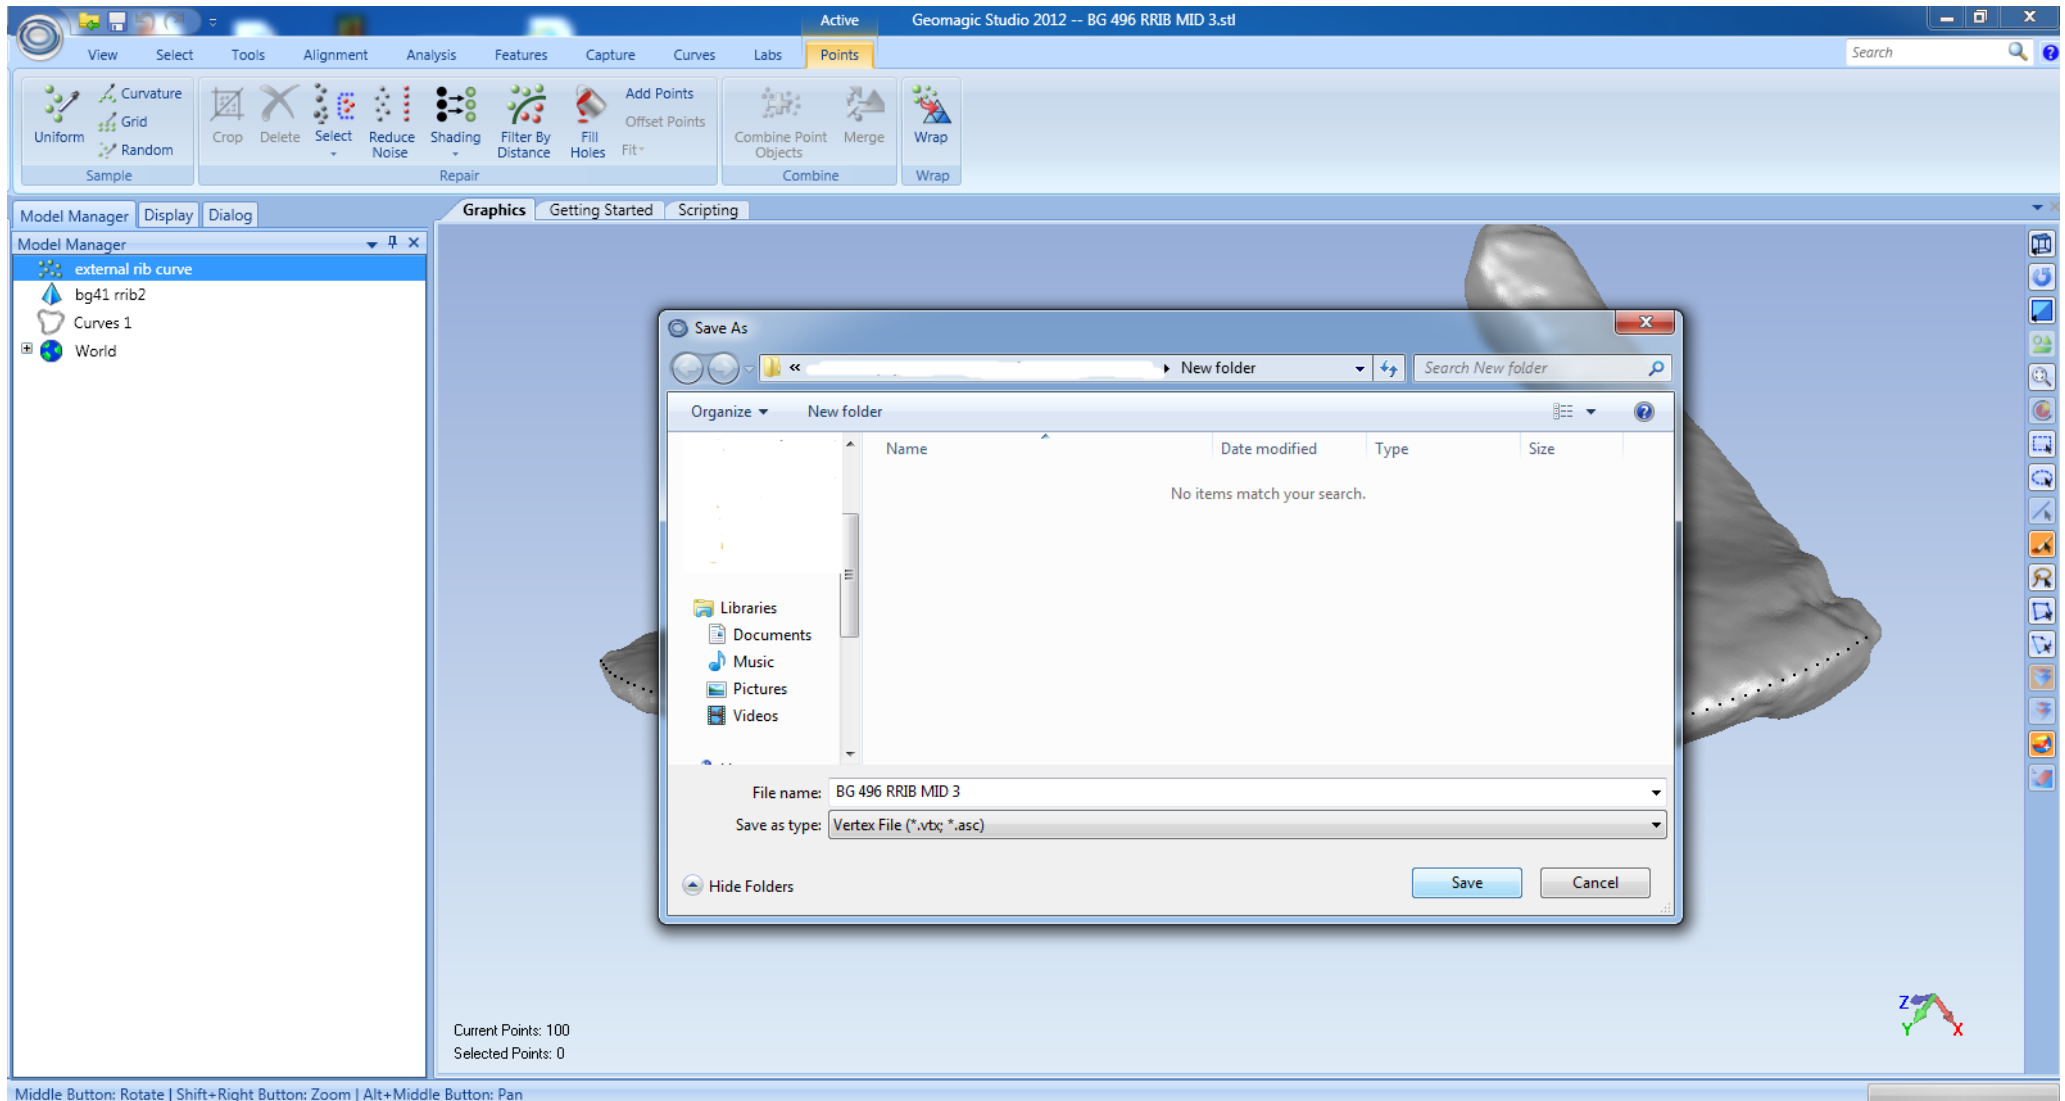 Active
Geomagic Studio 2012 -- BG 496 RRIB MID 3.stl
View Select Tools Alignment Analysis Features Capture Curves Labs Points
Search
Uniform
Curvature
Grid
Random
Sample
Crop
Delete
Select
Reduce Noise
Shading
Filter By Distance
Fill Holes
Add Points
Offset Points
Fit
Repair
Combine Point Objects
Merge
Combine
Wrap
Wrap
Model Manager Display Dialog
Graphics Getting Started Scripting
Model Manager
external rib curve
bg41 rrib2
Curves 1
World
Save As
« New folder
Search New folder
Organize New folder
Name Date modified Type Size
No items match your search.
Libraries
Documents
Music
Pictures
Videos
File name: BG 496 RRIB MID 3
Save as type: Vertex File (*.vtx; *.asc)
Hide Folders
Save Cancel
Current Points: 100
Selected Points: 0
Z
Y
X
Middle Button: Rotate | Shift+Right Button: Zoom | Alt+Middle Button: Pan